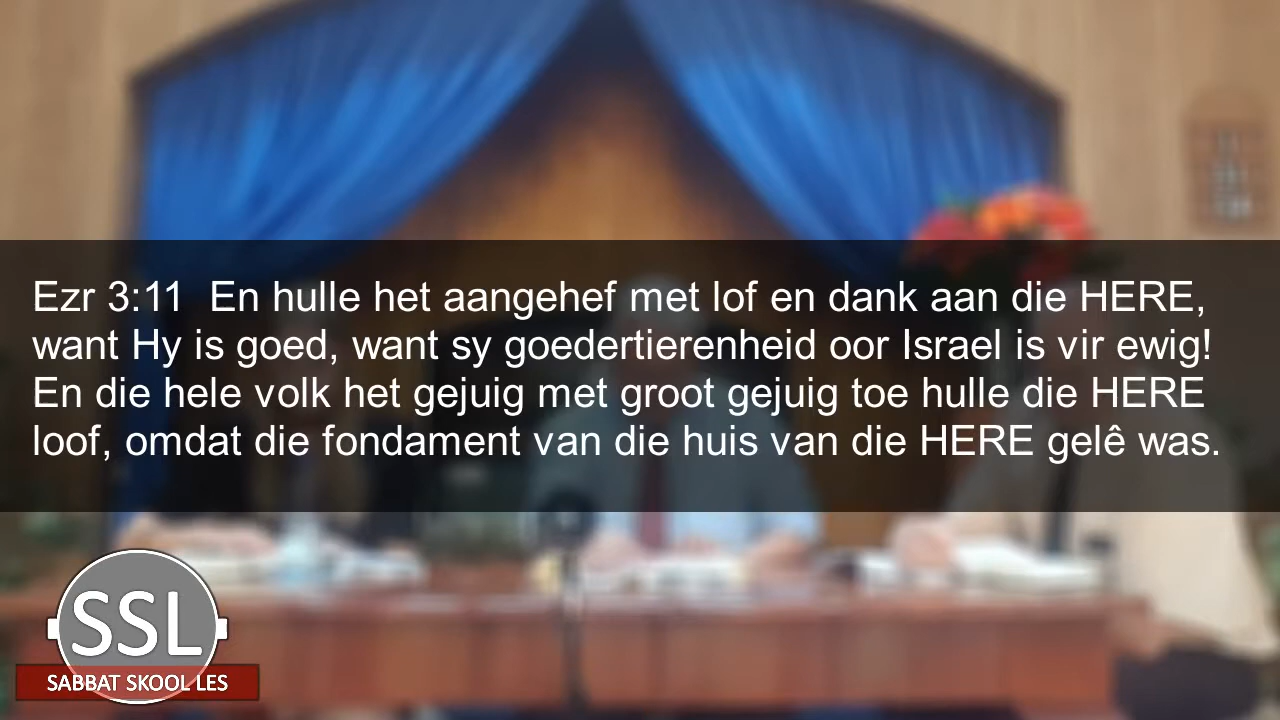 Ezr 3:11  En hulle het aangehef met lof en dank aan die HERE,
want Hy is goed, want sy goedertierenheid oor Israel is vir ewig!
En die hele volk het gejuig met groot gejuig toe hulle die HERE
loof, omdat die fondament van die huis van die HERE gelê was.
SSL
SABBAT SKOOL LES